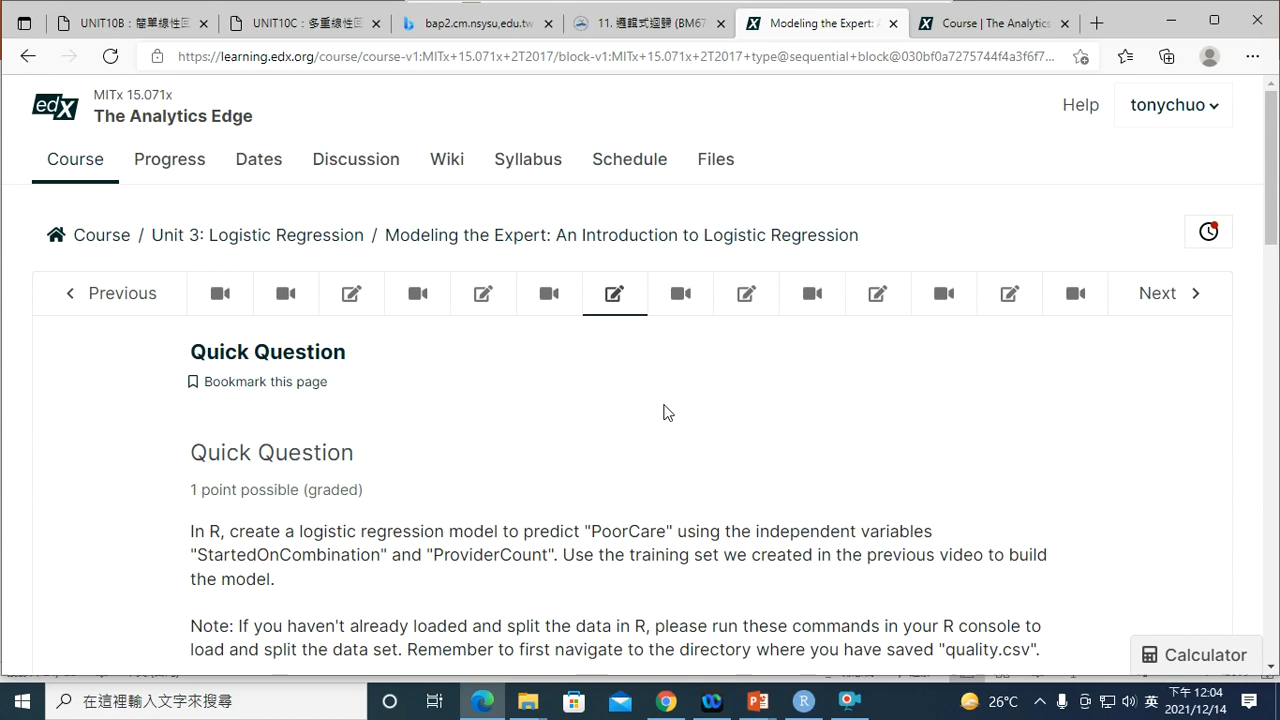 UNIT10B：簡單線性回
UNIT10C：多重線性回
bap2.cm.nsysu.edu.tw
11. 邏輯式迴歸 (BM67
Modeling the Expert: A
Course | The Analytics
https://learning.edx.org/course/course-v1:MITx+15.071x+2T2017/block-v1:MITx+15.071x+2T2017+type@sequential+block@030bf0a7275744f4a3f6f7...
edX
MITx 15.071x
The Analytics Edge
Help
tonychuo
Course
Progress
Dates
Discussion
Wiki
Syllabus
Schedule
Files
Course / Unit 3: Logistic Regression / Modeling the Expert: An Introduction to Logistic Regression
Previous
Next
Quick Question
Bookmark this page
Quick Question
1 point possible (graded)
In R, create a logistic regression model to predict "PoorCare" using the independent variables
"StartedOnCombination" and "ProviderCount". Use the training set we created in the previous video to build
the model.
Note: If you haven't already loaded and split the data in R, please run these commands in your R console to
load and split the data set. Remember to first navigate to the directory where you have saved "quality.csv".
Calculator
在這裡輸入文字來搜尋
26°C
英
下午 12:04
2021/12/14